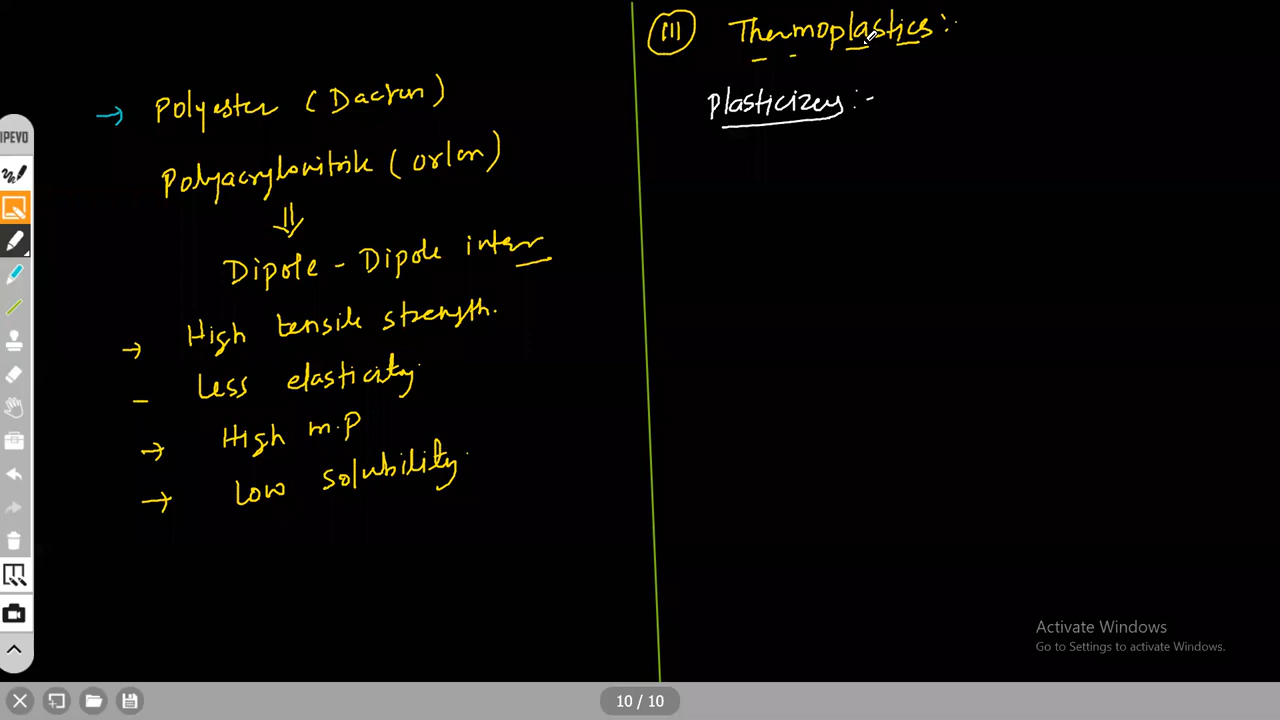 → Polyester (Dacron)
Polyacrylonitrile (Orlon)
⇓
Dipole - Dipole inter
→ High tensile strength.
- Less elasticity.
→ High m.p
→ Low solubility.
(III) Thermoplastics:-
Plasticizers:-
IPEVO
Activate Windows
Go to Settings to activate Windows.
10 / 10